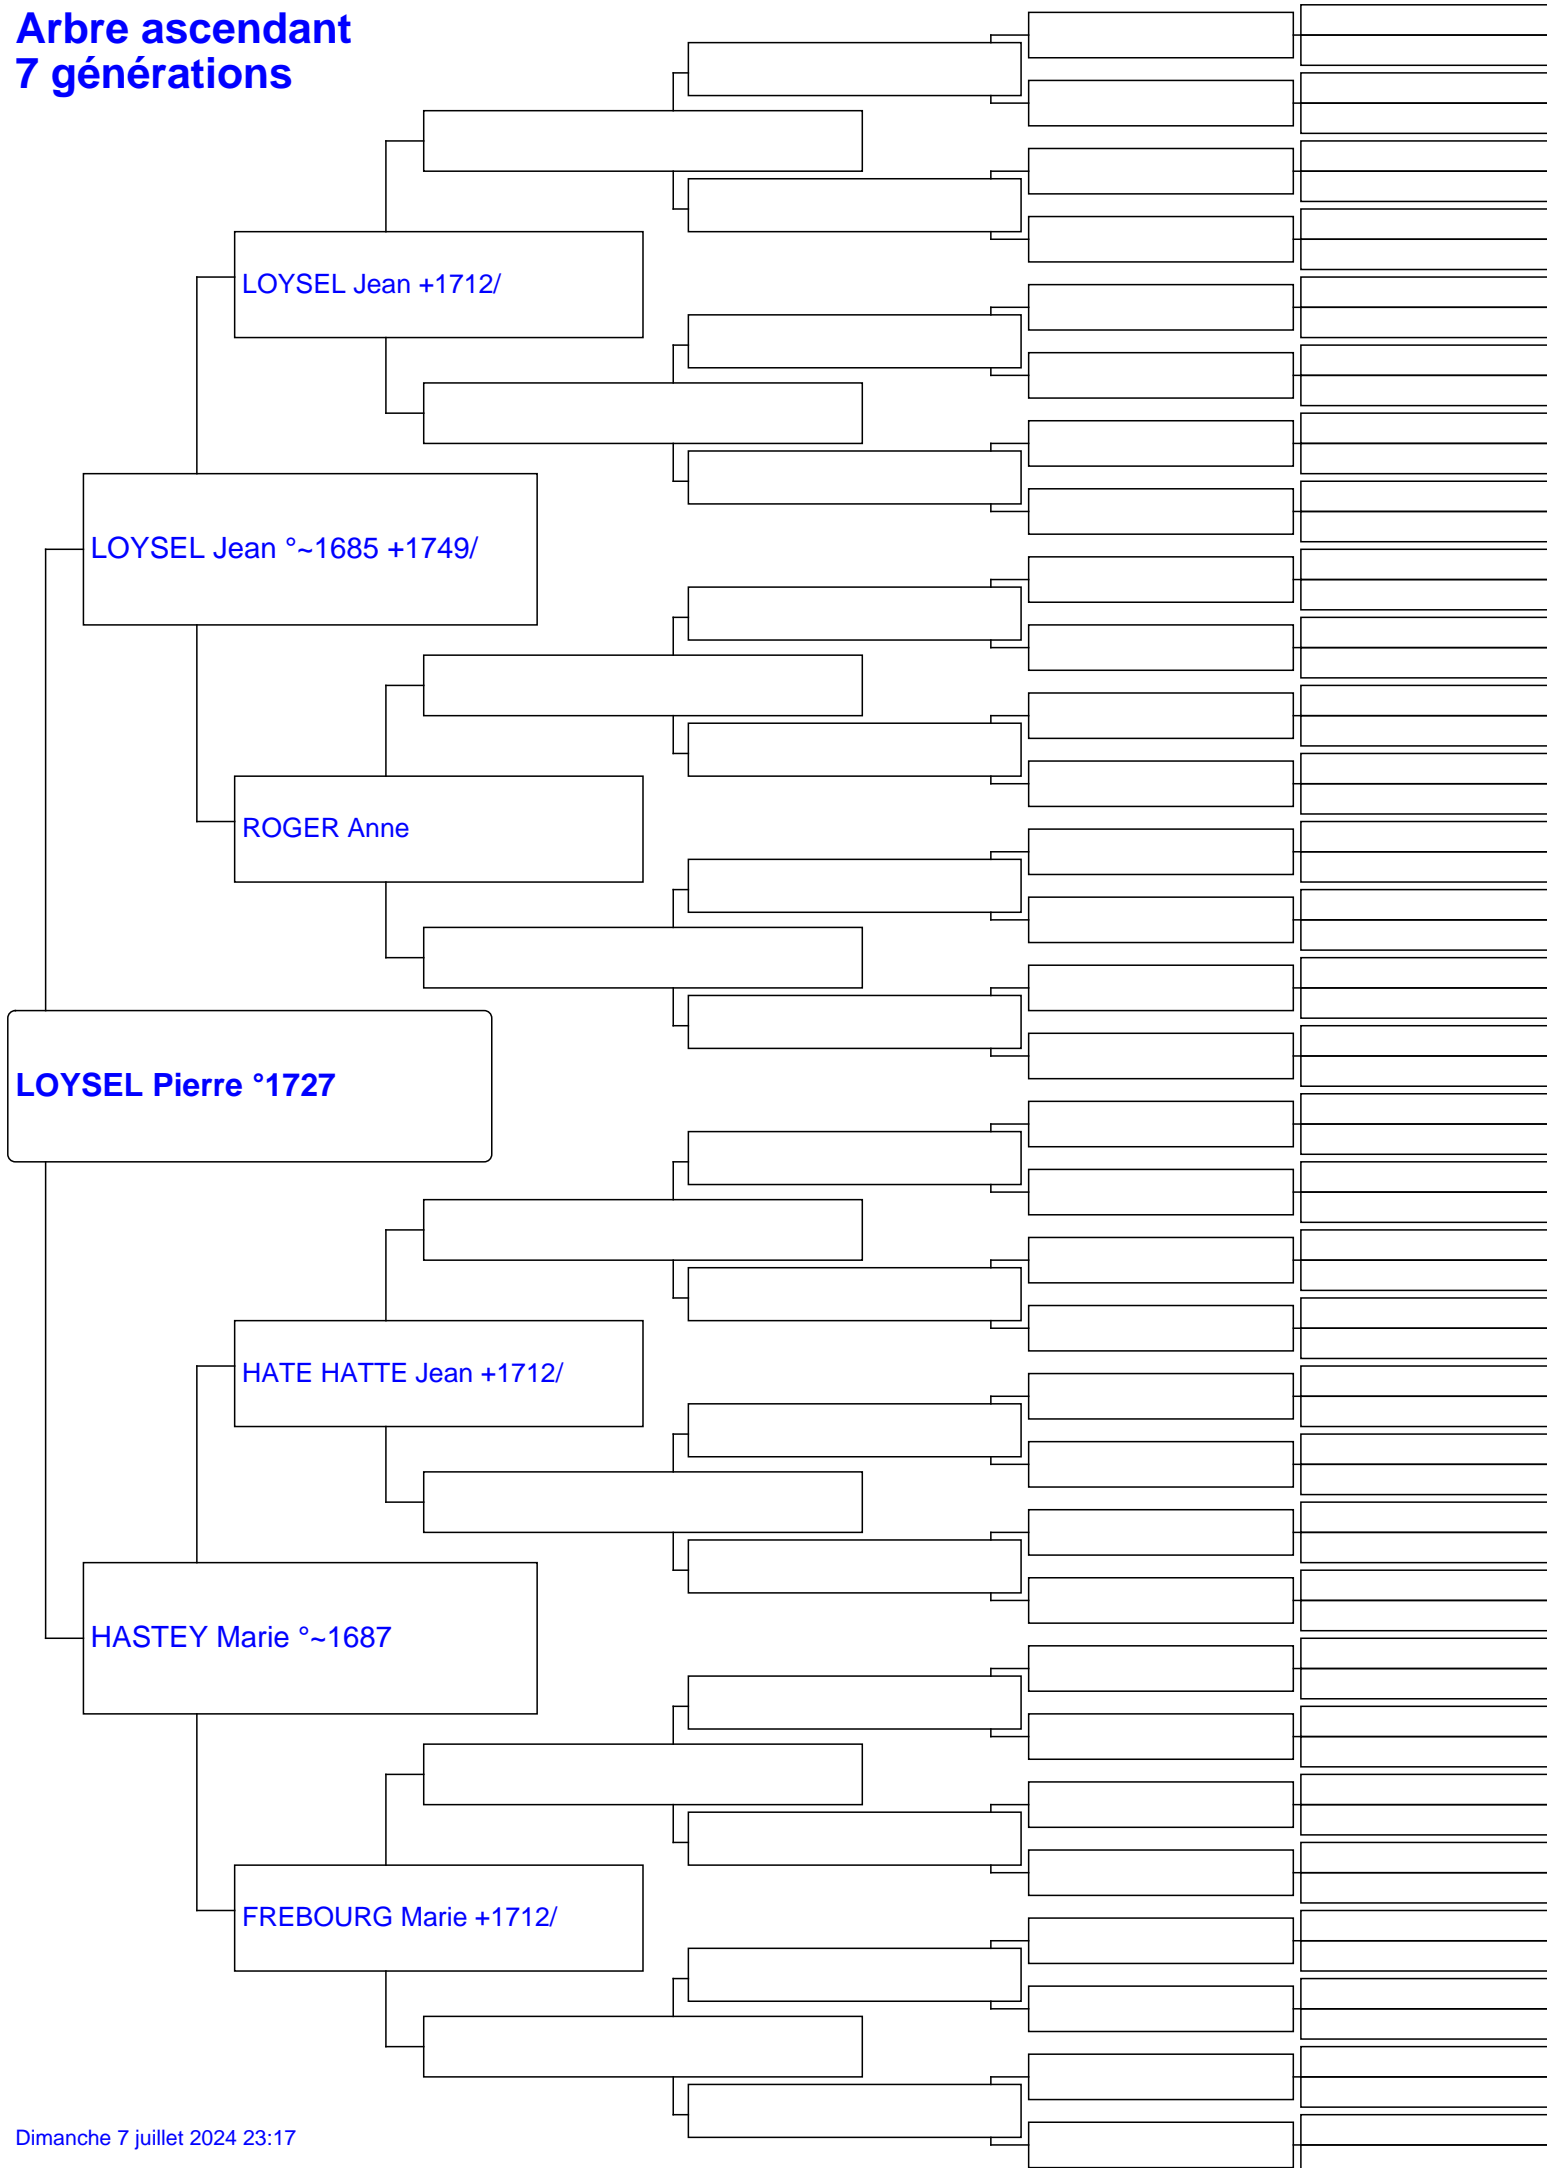 Arbre ascendant
7 générations
LOYSEL Jean +1712/
LOYSEL Jean °~1685 +1749/
ROGER Anne
LOYSEL Pierre °1727
HATE HATTE Jean +1712/
HASTEY Marie °~1687
FREBOURG Marie +1712/
Dimanche 7 juillet 2024 23:17